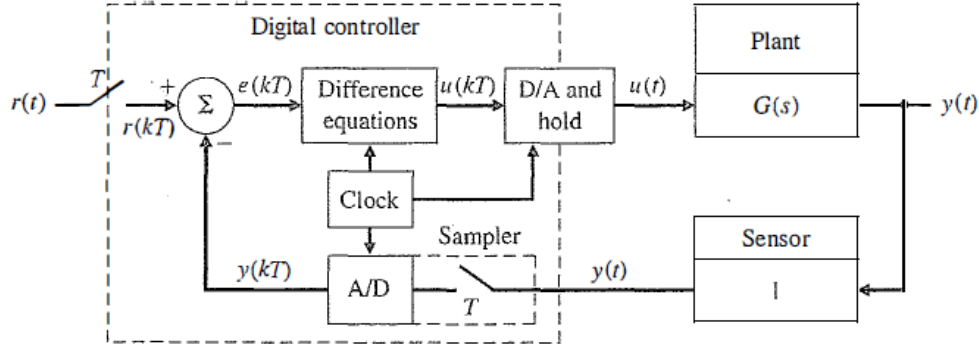 Digital controller
Plant
T
+
e(kT)
Difference
equations
u(kT)
D/A and
hold
u(t)
G(s)
r(t)
r(kT)
Σ
y(t)
−
Clock
Sampler
Sensor
y(kT)
A/D
T
y(t)
1